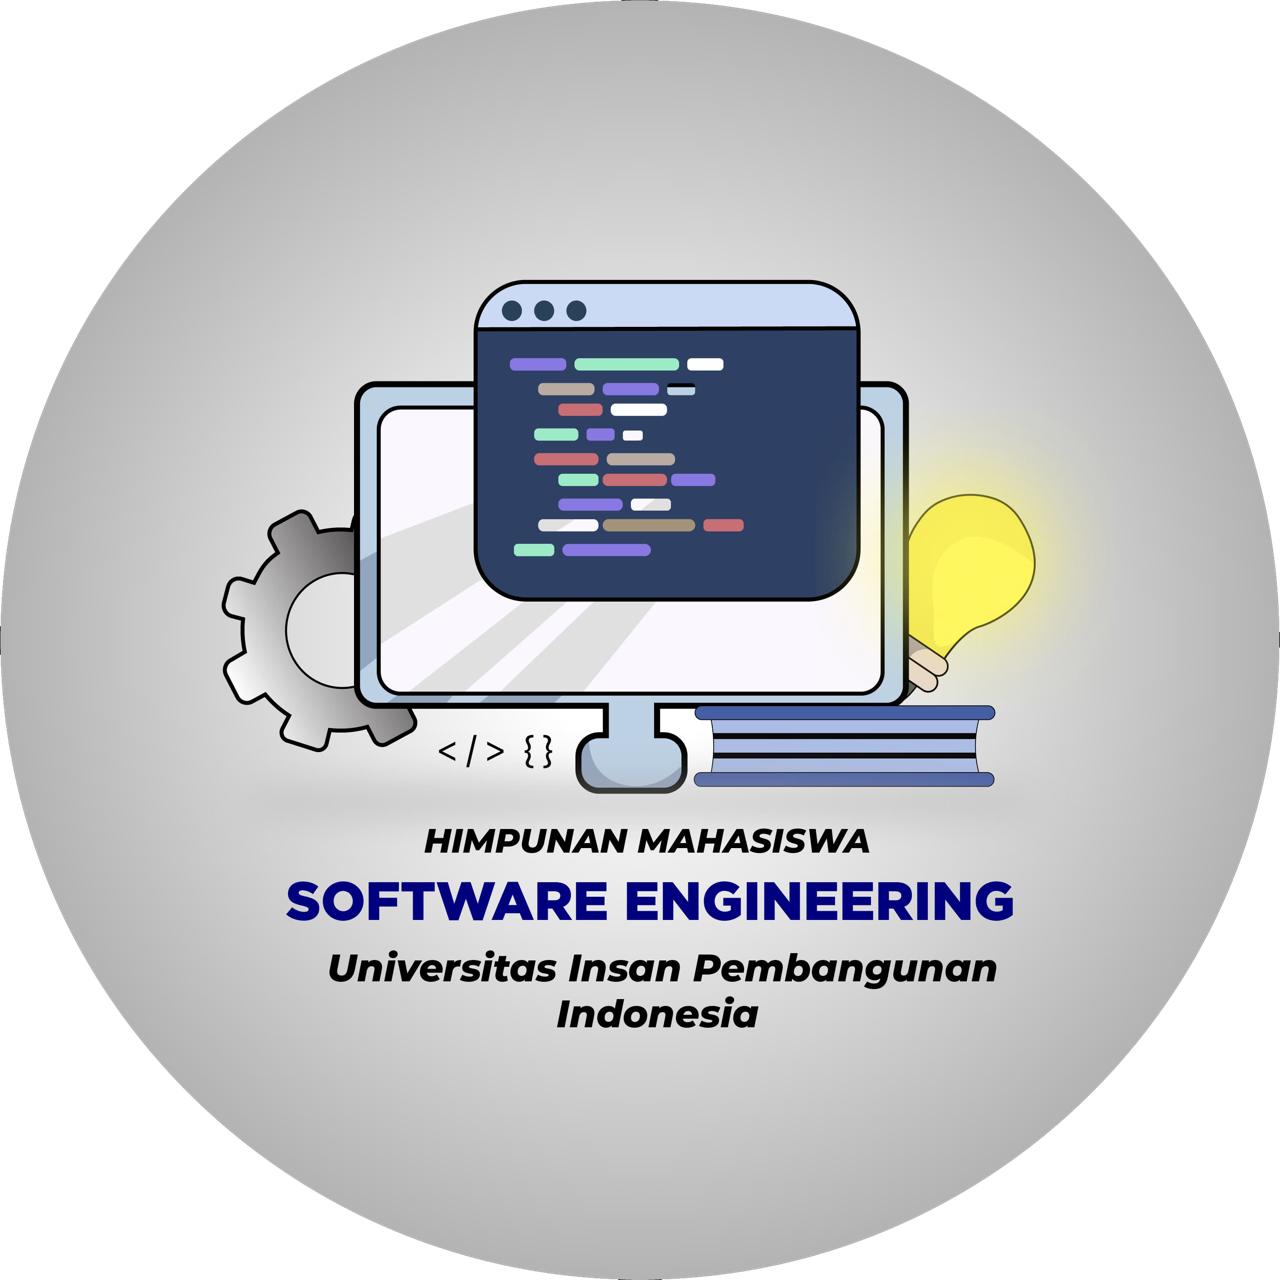 </> {}
HIMPUNAN MAHASISWA
SOFTWARE ENGINEERING
Universitas Insan Pembangunan
Indonesia